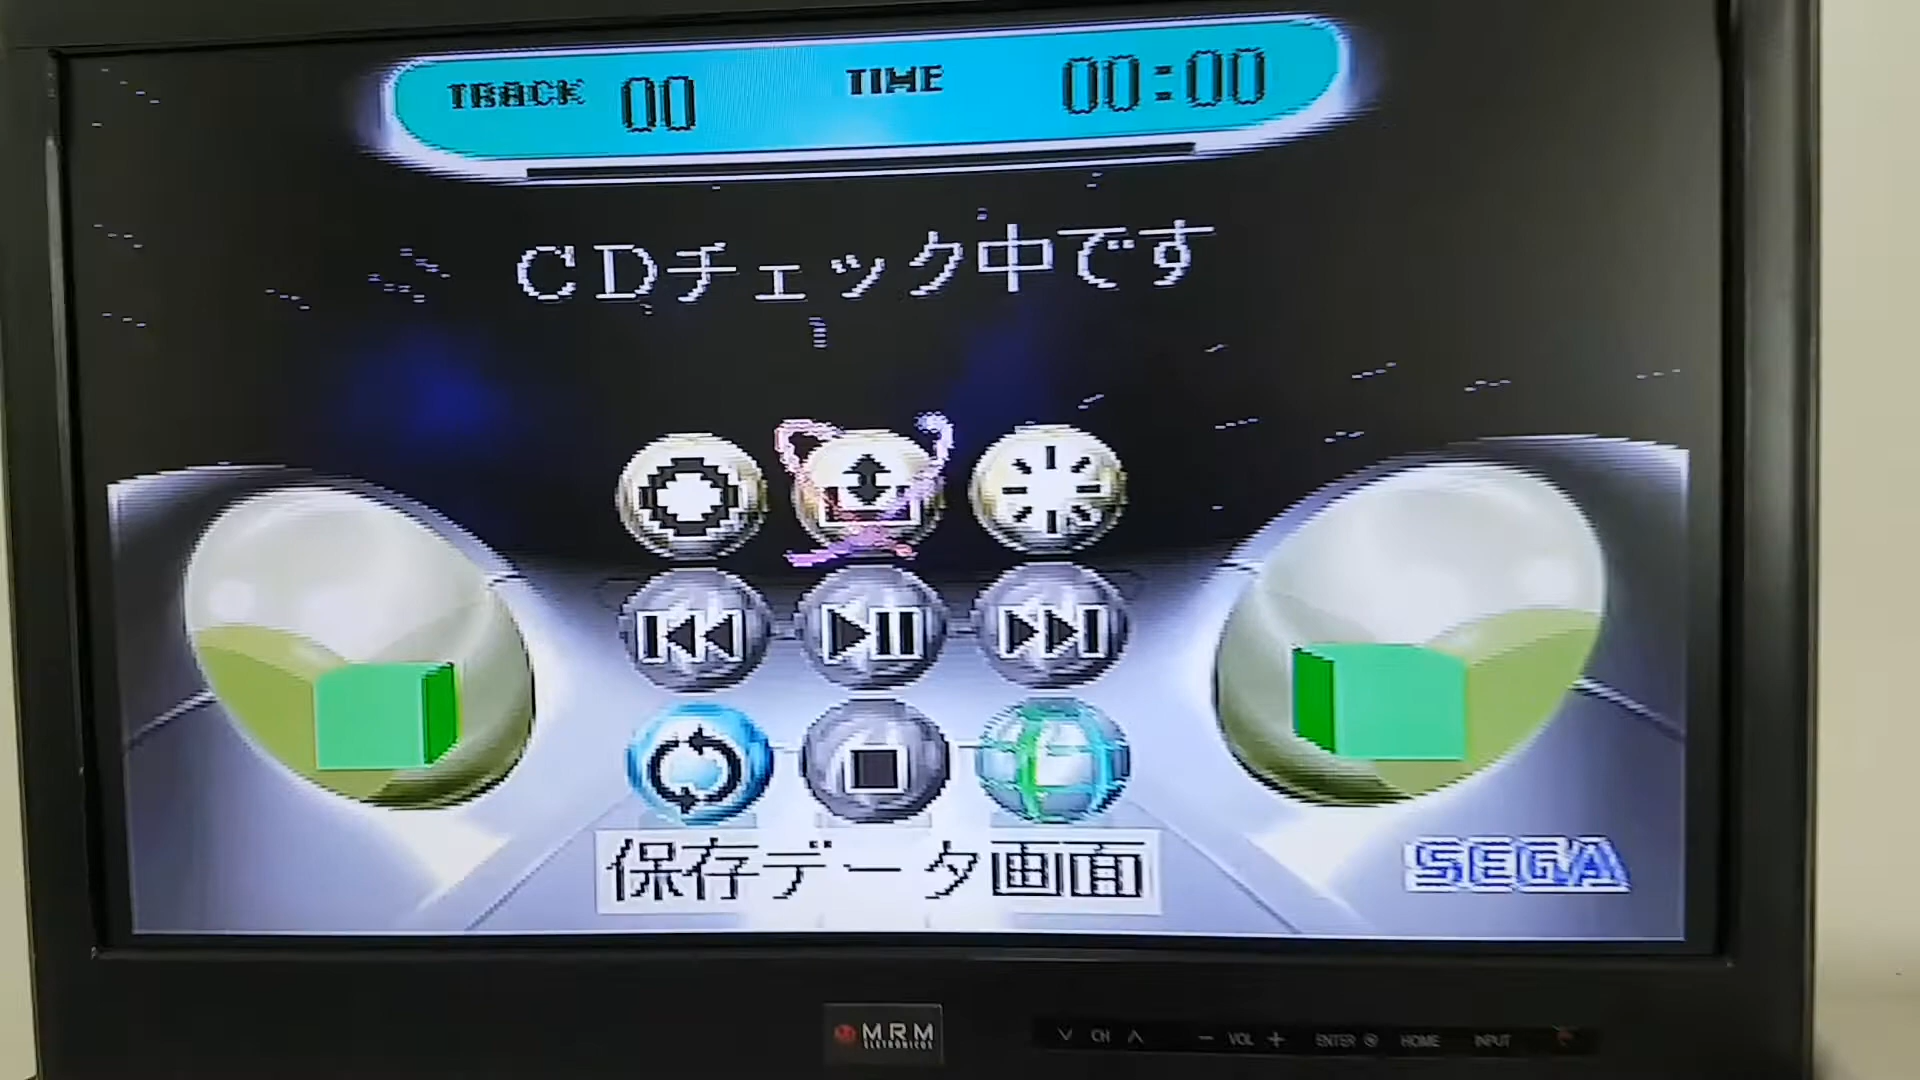 TRACK 00 TIME 00:00
CDチェック中です
保存データ画面
SEGA
MRM
ELETRÔNICOS
CH - VOL + ENTER HOME INPUT